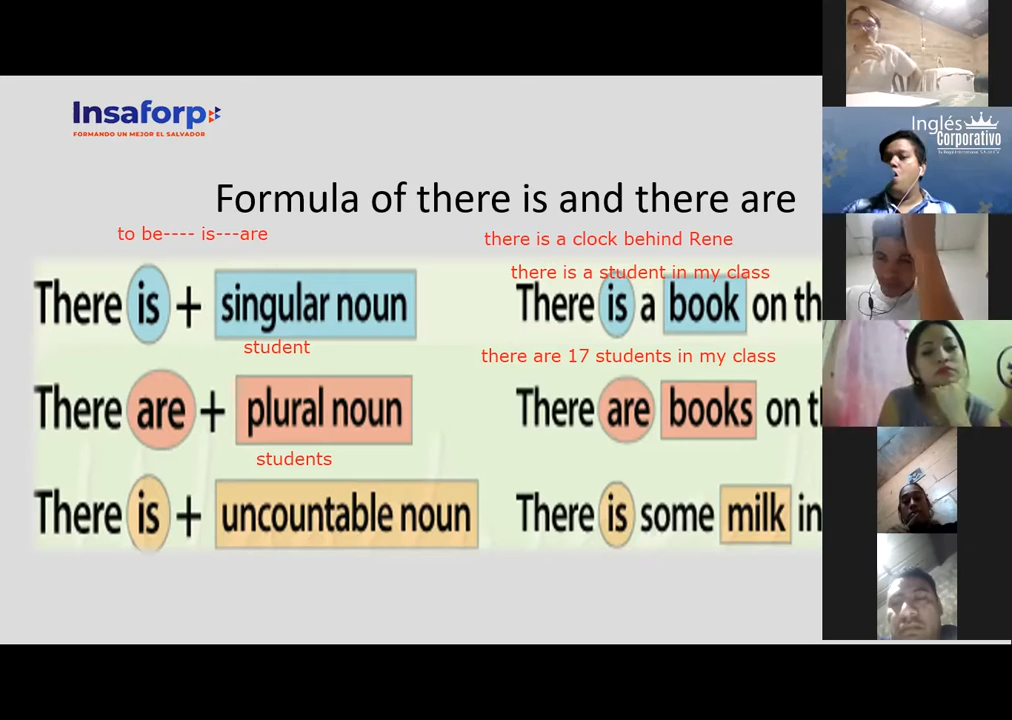 Insaforp
FORMANDO UN MEJOR EL SALVADOR
Inglés
Corporativo
Formula of there is and there are
to be---- is---are
there is a clock behind Rene
there is a student in my class
There is + singular noun
There is a book on th
student
there are 17 students in my class
There are + plural noun
There are books on t
students
There is + uncountable noun
There is some milk in